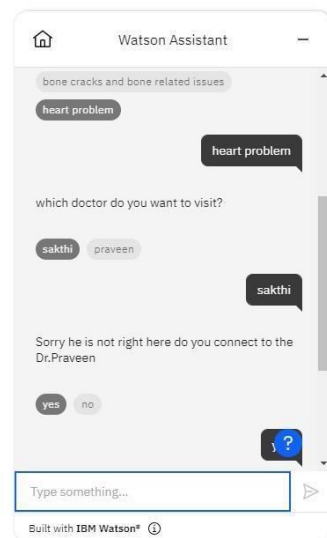 Watson Assistant
bone cracks and bone related issues
heart problem
heart problem
which doctor do you want to visit?
sakthi praveen
sakthi
Sorry he is not right here do you connect to the
Dr.Praveen
yes no
?
Type something...
Built with IBM Watson®